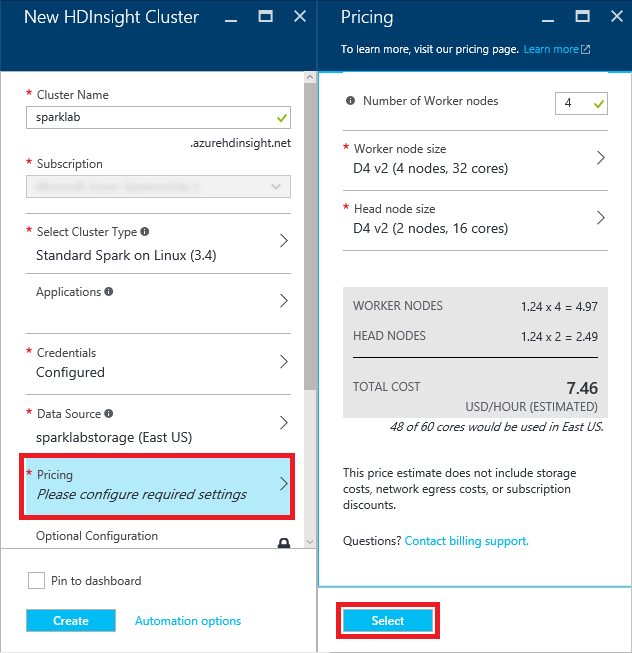 New HDInsight Cluster
* Cluster Name
sparklab
.azurehdinsight.net
* Subscription
* Select Cluster Type
Standard Spark on Linux (3.4)
Applications
* Credentials
Configured
* Data Source
sparklabstorage (East US)
* Pricing
Please configure required settings
Optional Configuration
Pin to dashboard
Create Automation options
Pricing
To learn more, visit our pricing page. Learn more
Number of Worker nodes 4
* Worker node size
D4 v2 (4 nodes, 32 cores)
* Head node size
D4 v2 (2 nodes, 16 cores)
WORKER NODES 1.24 x 4 = 4.97
HEAD NODES 1.24 x 2 = 2.49
TOTAL COST 7.46
USD/HOUR (ESTIMATED)
48 of 60 cores would be used in East US.
This price estimate does not include storage
costs, network egress costs, or subscription
discounts.
Questions? Contact billing support.
Select